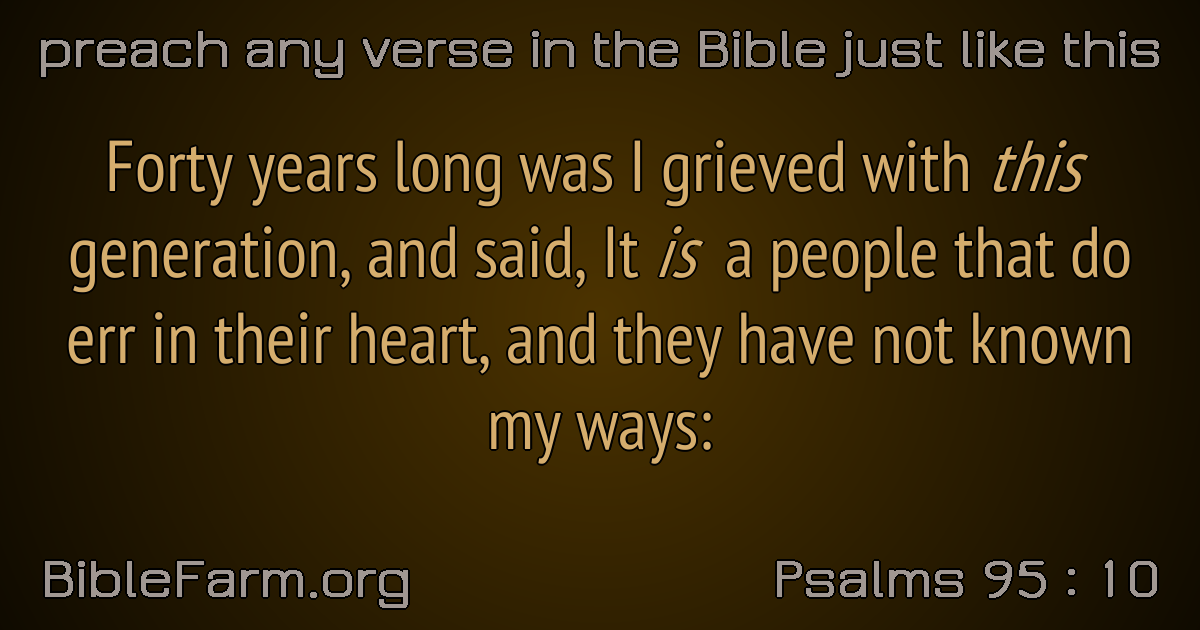 preach any verse in the Bible just like this
Forty years long was I grieved with this
generation, and said, It is a people that do
err in their heart, and they have not known
my ways:
BibleFarm.org
Psalms 95 : 10